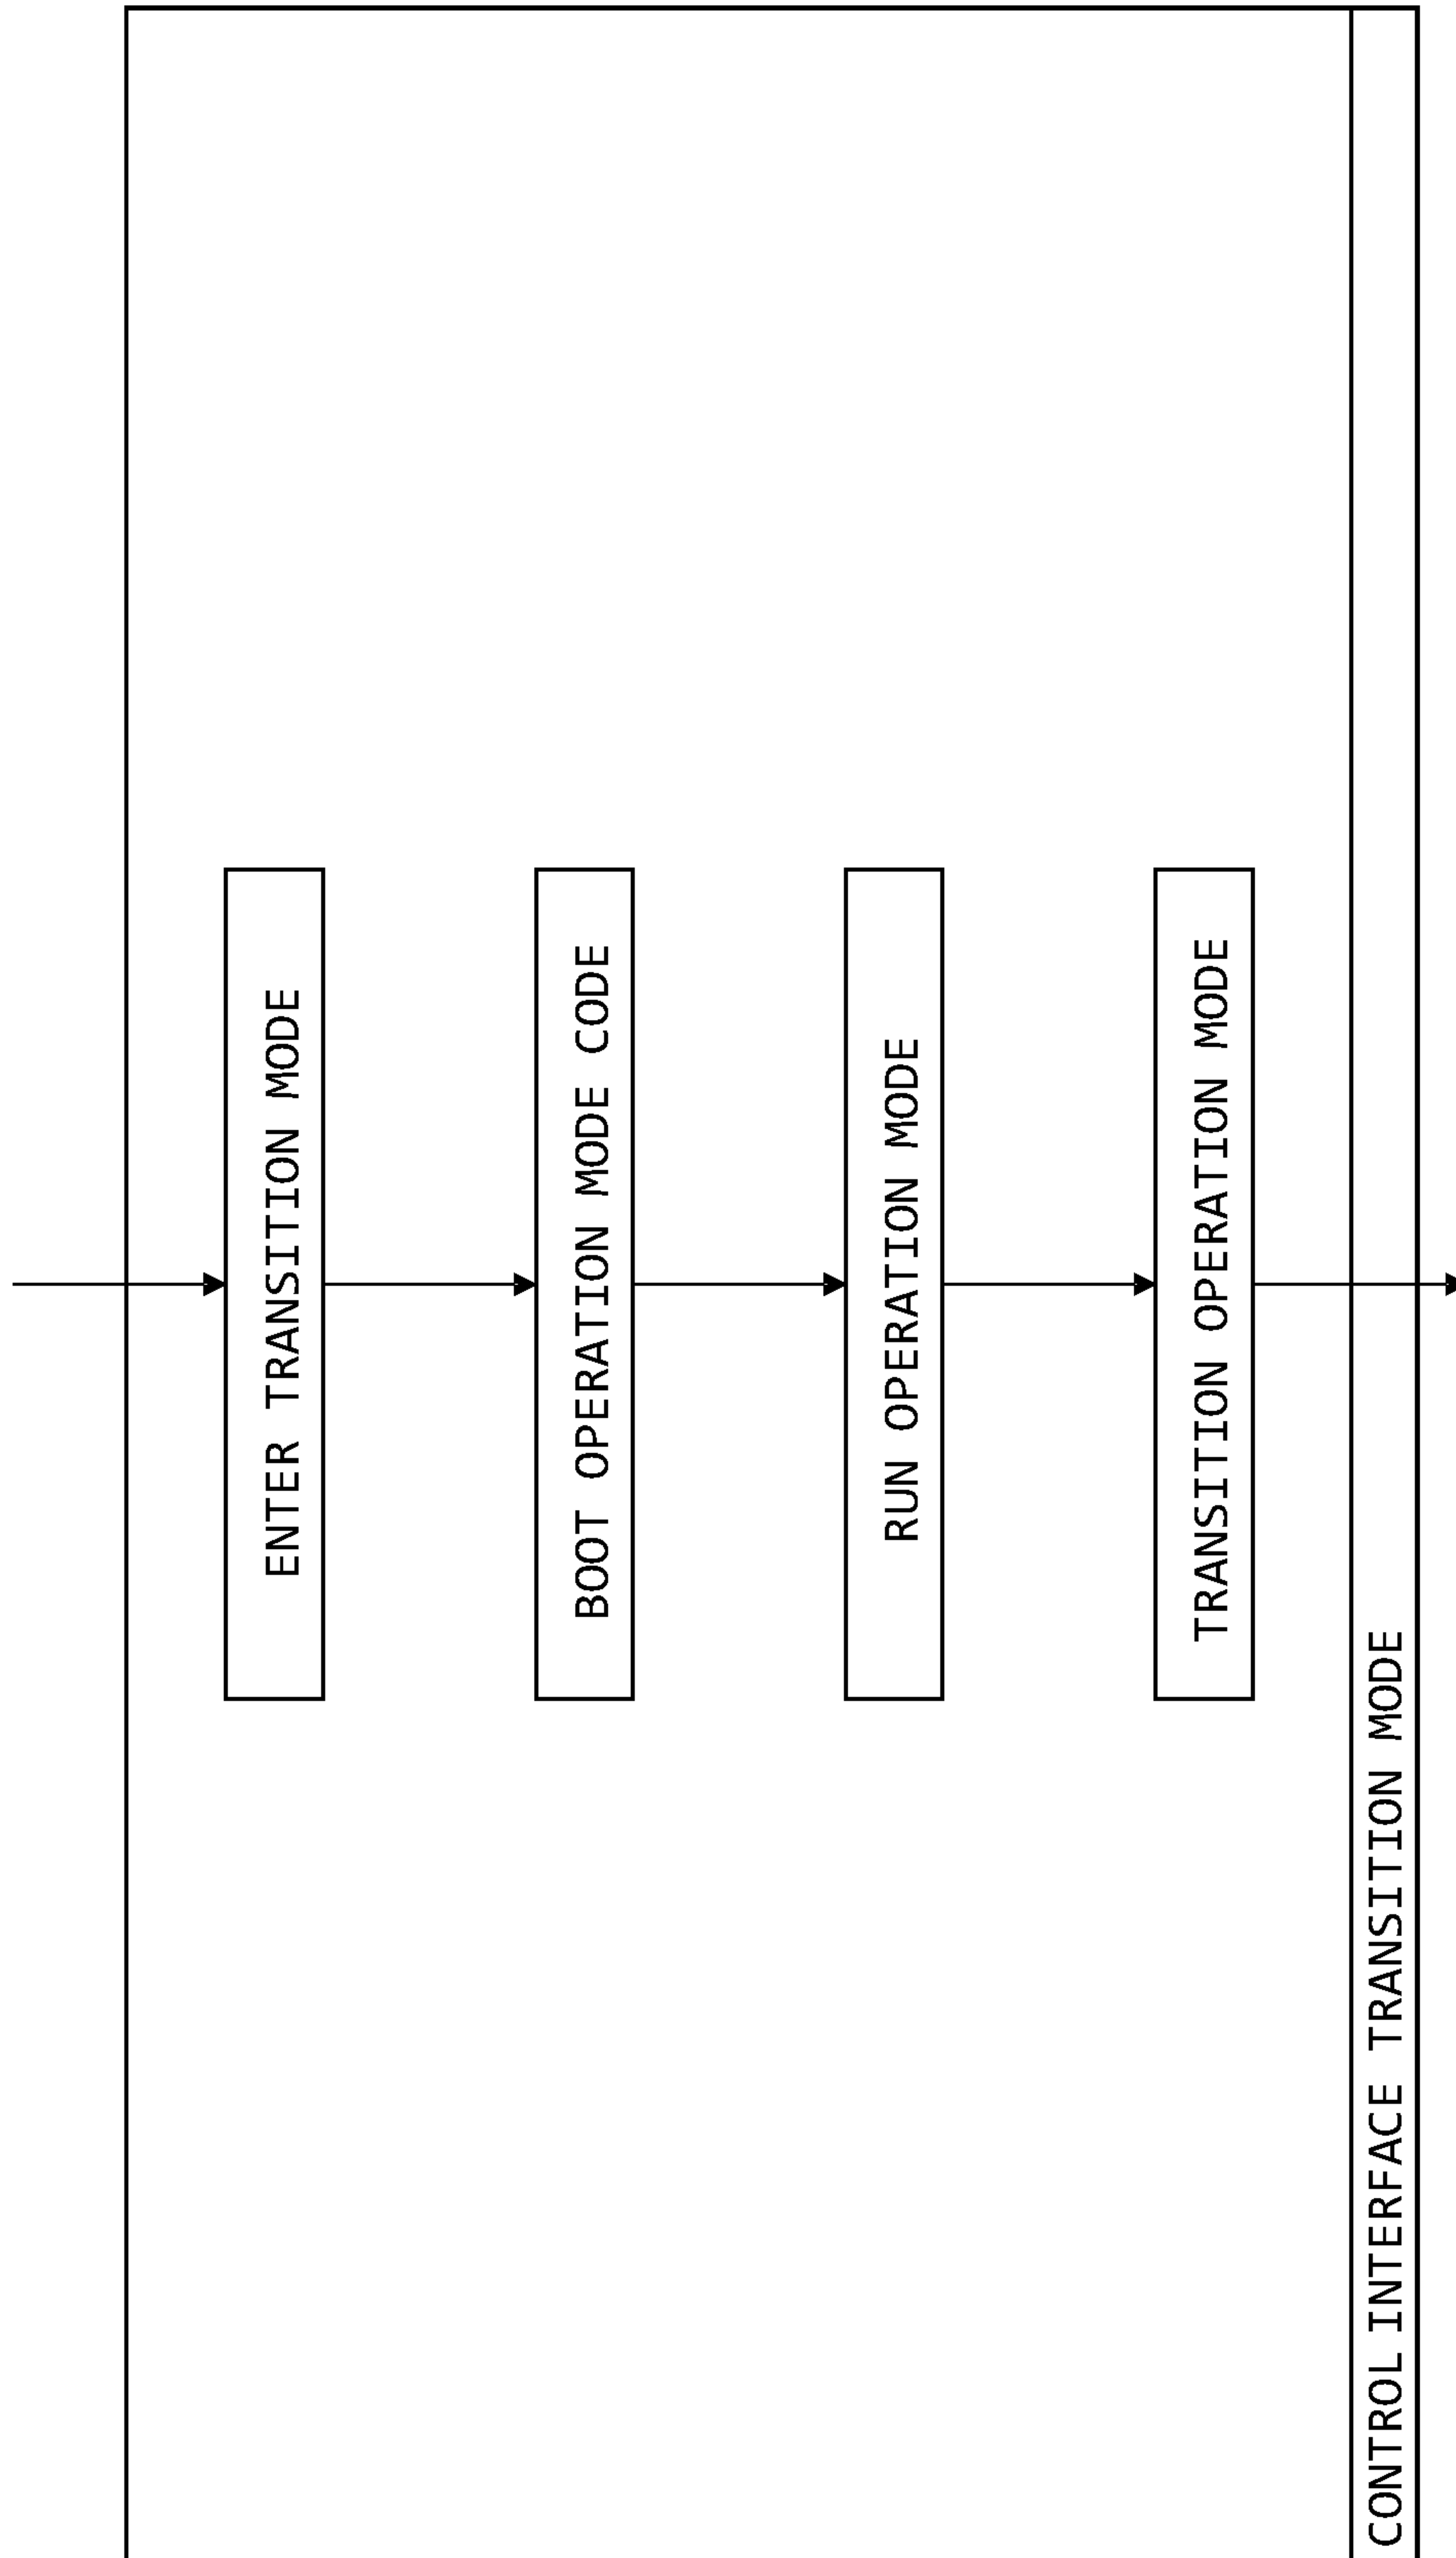 ENTER TRANSITION MODE
BOOT OPERATION MODE CODE
RUN OPERATION MODE
TRANSITION OPERATION MODE
CONTROL INTERFACE TRANSITION MODE